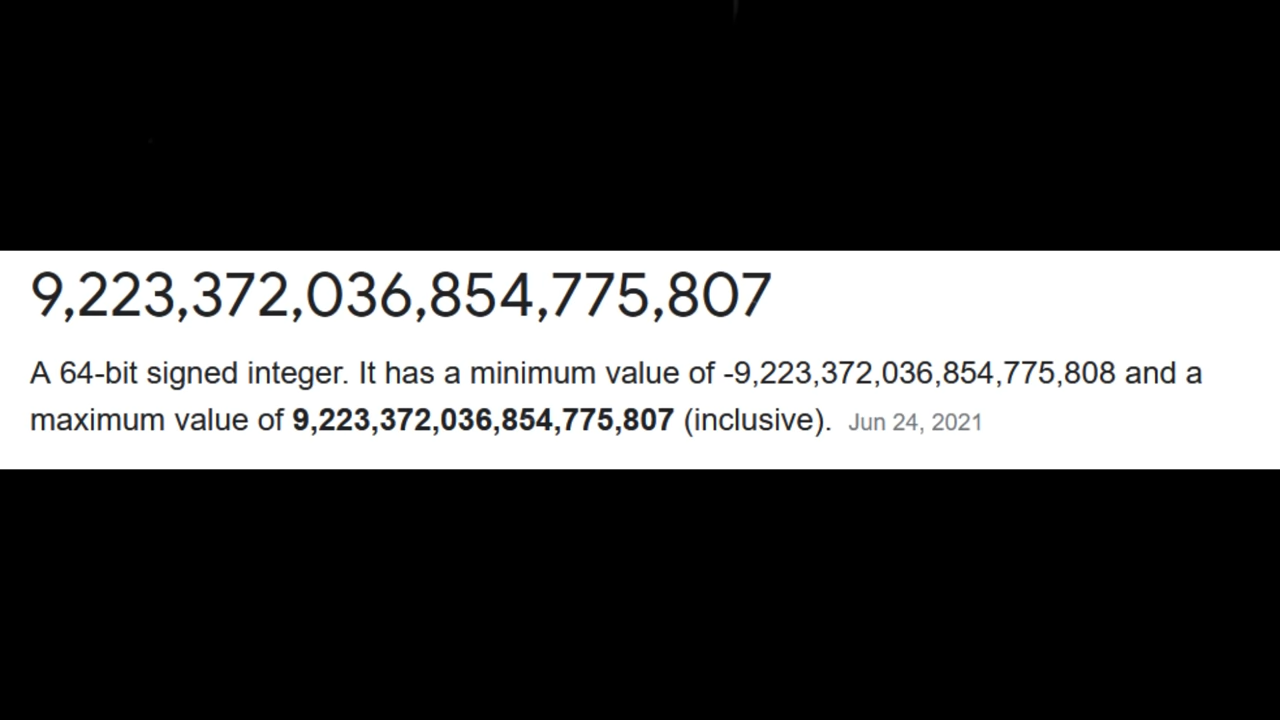 9,223,372,036,854,775,807
A 64-bit signed integer. It has a minimum value of -9,223,372,036,854,775,808 and a
maximum value of 9,223,372,036,854,775,807 (inclusive). Jun 24, 2021